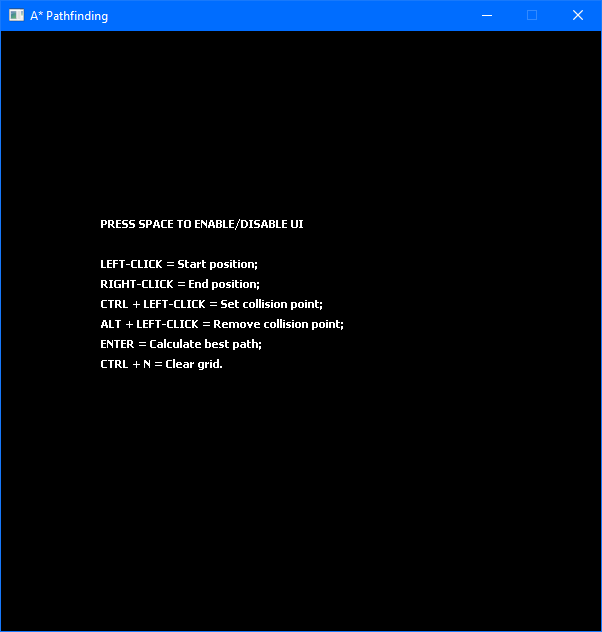 A* Pathfinding
PRESS SPACE TO ENABLE/DISABLE UI
LEFT-CLICK = Start position;
RIGHT-CLICK = End position;
CTRL + LEFT-CLICK = Set collision point;
ALT + LEFT-CLICK = Remove collision point;
ENTER = Calculate best path;
CTRL + N = Clear grid.